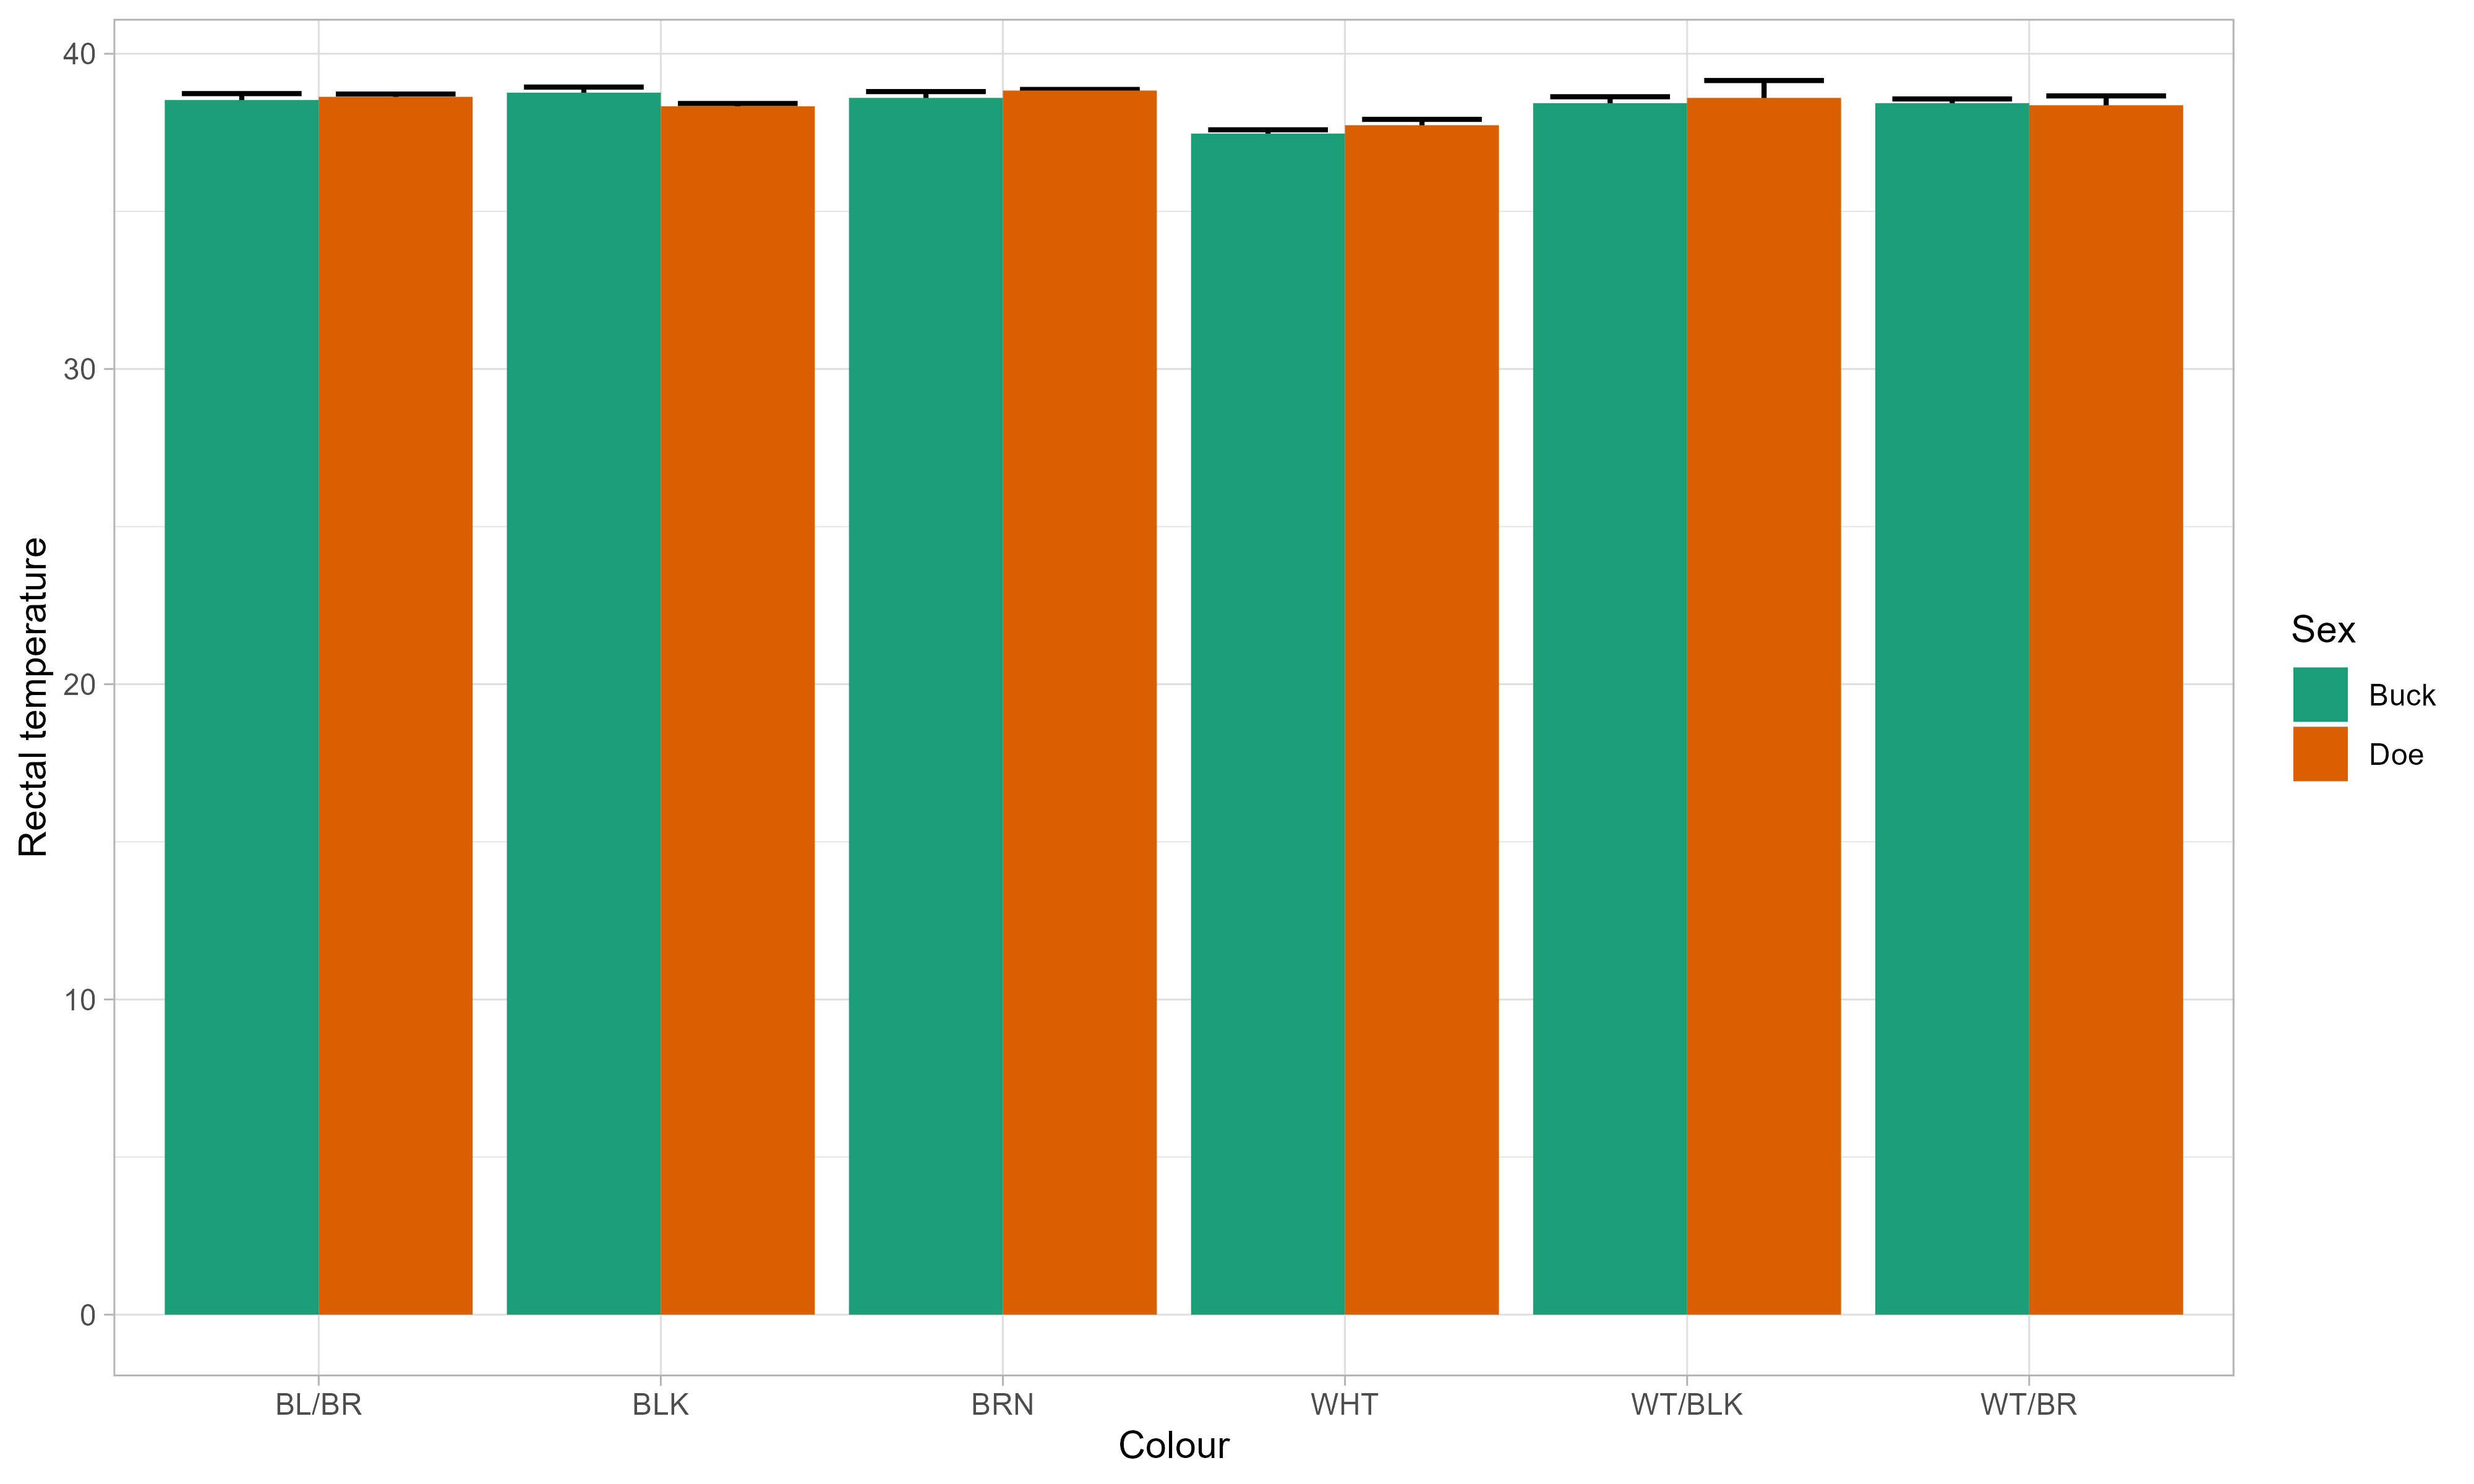 40
30
20
10
0
Rectal temperature
BL/BR
BLK
BRN
WHT
WT/BLK
WT/BR
Colour
Sex
Buck
Doe